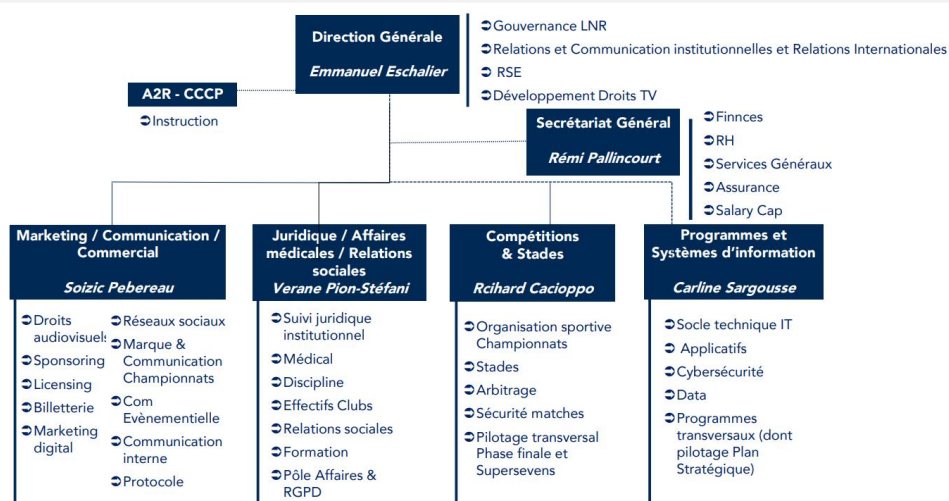 Direction Générale
Emmanuel Eschalier
Gouvernance LNR
Relations et Communication institutionnelles et Relations Internationales
RSE
Développement Droits TV
A2R - CCCP
Instruction
Secrétariat Général
Rémi Pallincourt
Finnces
RH
Services Généraux
Assurance
Salary Cap
Marketing / Communication /
Commercial
Soizic Pebereau
Droits
audiovisuels
Sponsoring
Licensing
Billetterie
Marketing
digital
Réseaux sociaux
Marque &
Communication
Championnats
Com
Evènementielle
Communication
interne
Protocole
Juridique / Affaires
médicales / Relations
sociales
Verane Pion-Stéfani
Suivi juridique
institutionnel
Médical
Discipline
Effectifs Clubs
Relations sociales
Formation
Pôle Affaires &
RGPD
Compétitions
& Stades
Rcihard Cacioppo
Organisation sportive
Championnats
Stades
Arbitrage
Sécurité matches
Pilotage transversal
Phase finale et
Supersevens
Programmes et
Systèmes d'information
Carline Sargousse
Socle technique IT
Applicatifs
Cybersécurité
Data
Programmes
transversaux (dont
pilotage Plan
Stratégique)